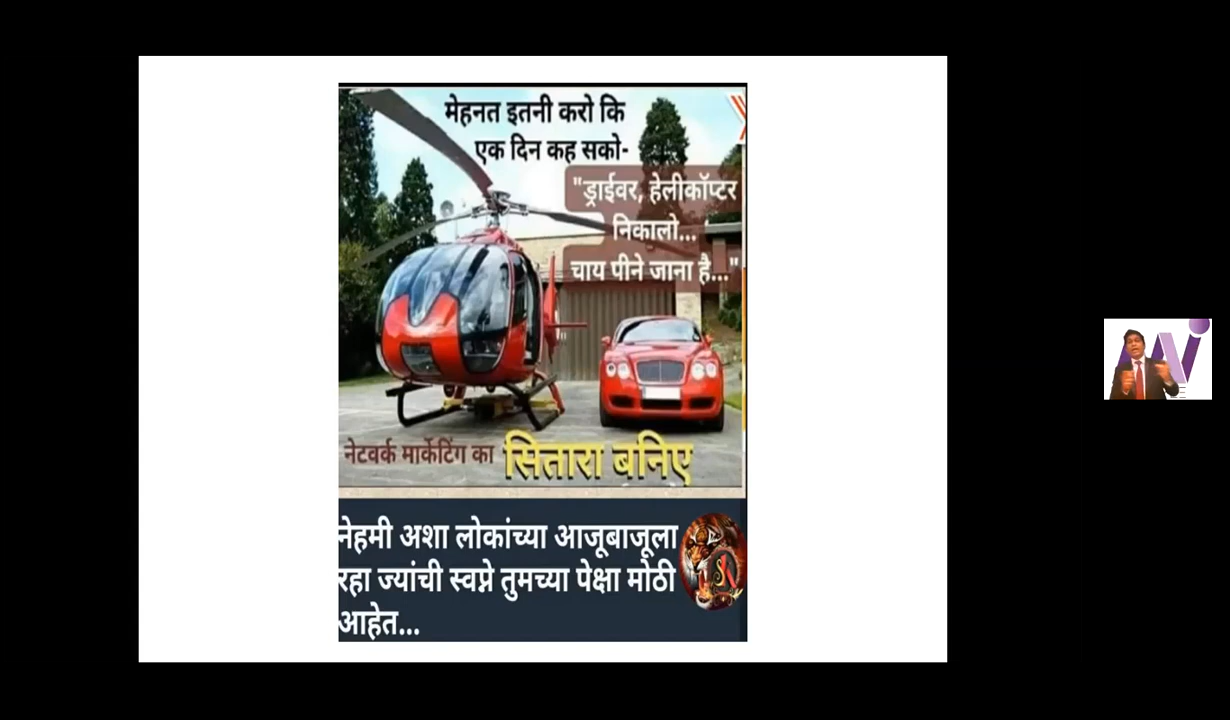 मेहनत इतनी करो कि
एक दिन कह सको-
"ड्राईवर, हेलीकॉप्टर
निकालो...
चाय पीने जाना है..."
नेटवर्क मार्केटिंग का सितारा बनिए
नेहमी अशा लोकांच्या आजूबाजूला
रहा ज्यांची स्वप्ने तुमच्या पेक्षा मोठी
आहेत...